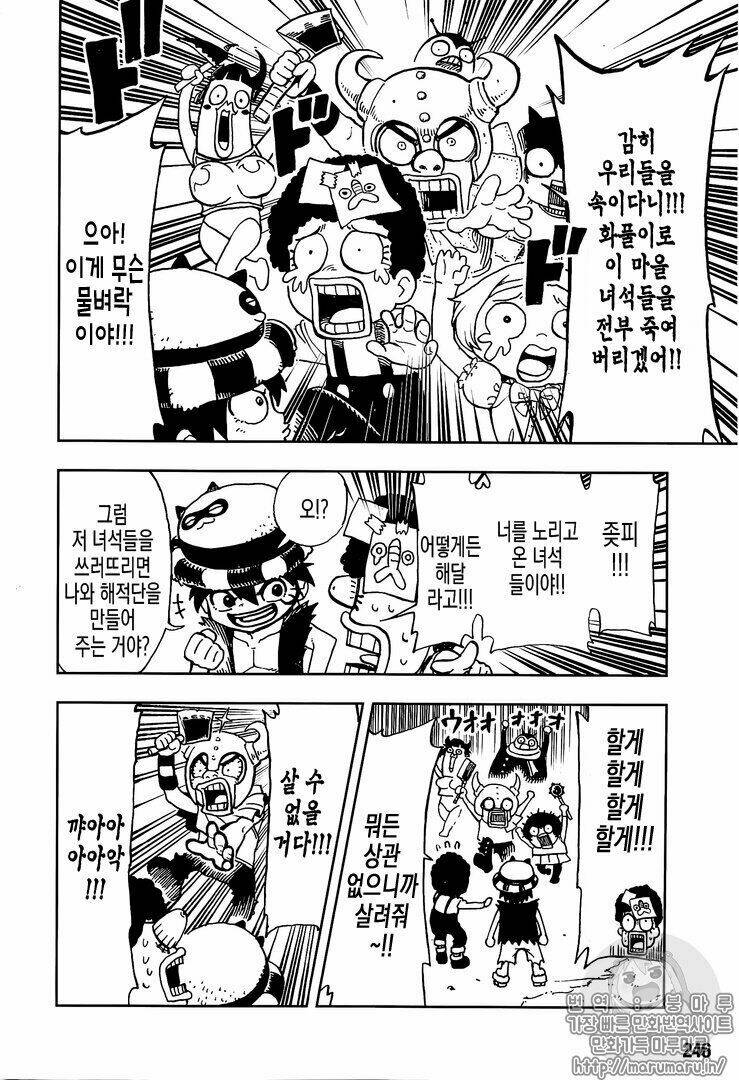 감히
우리들을
속이다니!!!
화풀이로
이 마을
녀석들을
전부 죽여
버리겠어!!
ド
ド
ド
ド
으아!
이게 무슨
물벼락
이야!!!
줒피
!!!
너를 노리고
온 녀석
들이야!!
어떻게든
해달
라고!!!
오!?
그럼
저 녀석들을
쓰러뜨리면
나와 해적단을
만들어
주는 거야?
할게
할게
할게
할게!!!
ウオオ・オオ・オ
뭐든
상관
없으니까
살려줘
~!!
살 수
없을
거다!!!
꺄아아
아아악
!!!
번역 : 붕마루
가장 빠른 만화번역사이트
만화가득 마루마루
http://marumaru.in/
246